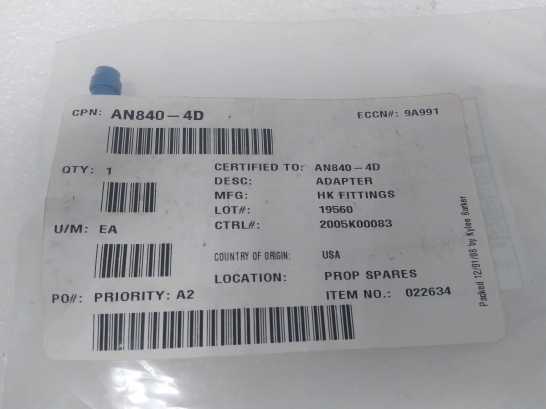 CPN: AN840-4D ECCN#: 9A991
QTY: 1 CERTIFIED TO: AN840-4D
DESC: ADAPTER
MFG: HK FITTINGS
LOT#: 19560
U/M: EA CTRL#: 2005K00083
COUNTRY OF ORIGIN: USA
LOCATION: PROP SPARES
PO#: PRIORITY: A2 ITEM NO.: 022634
Packed 12/01/08 by Kylee Barker